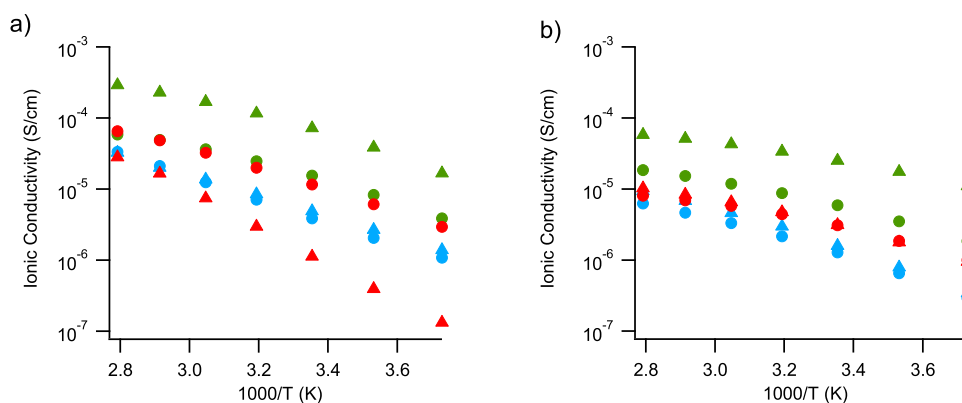 a)
Ionic Conductivity (S/cm)
10⁻³
10⁻⁴
10⁻⁵
10⁻⁶
10⁻⁷
2.8 3.0 3.2 3.4 3.6
1000/T (K)
b)
Ionic Conductivity (S/cm)
10⁻³
10⁻⁴
10⁻⁵
10⁻⁶
10⁻⁷
2.8 3.0 3.2 3.4 3.6
1000/T (K)